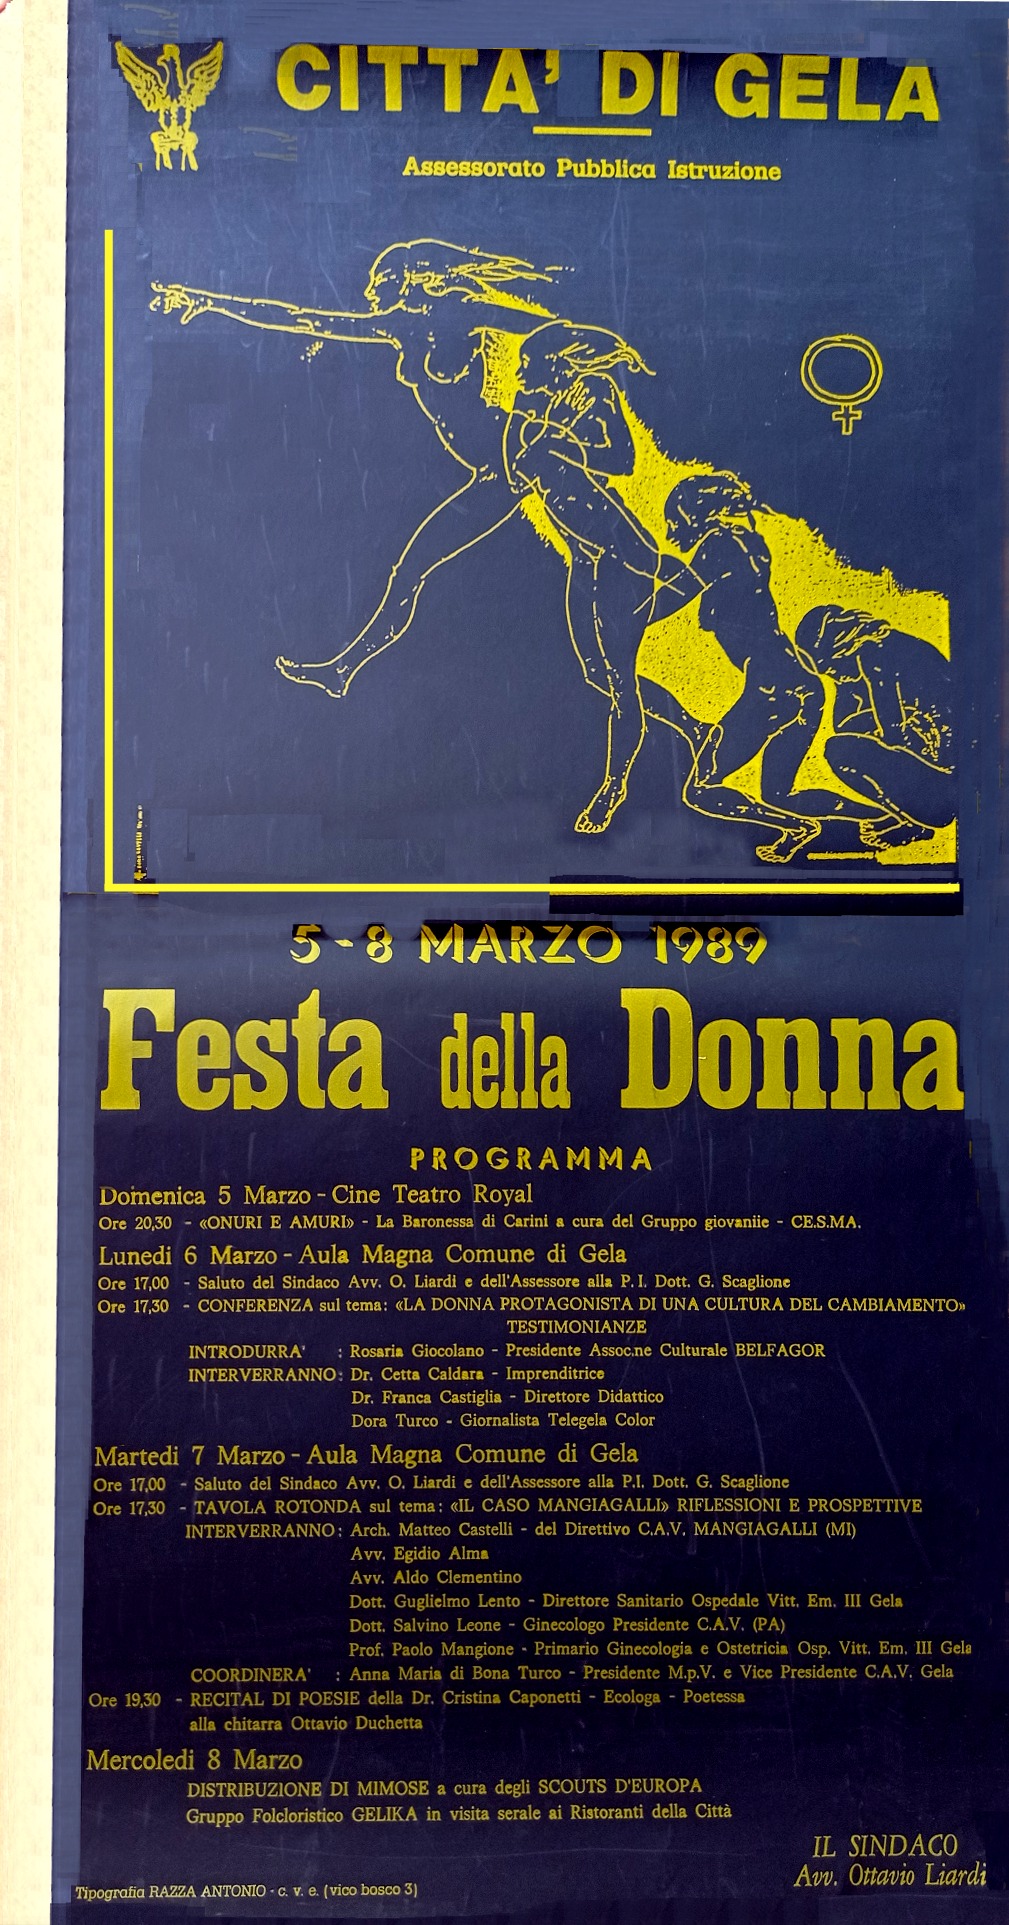 CITTA' DI GELA
Assessorato Pubblica Istruzione
5-8 MARZO 1989
Festa della Donna
PROGRAMMA
Domenica 5 Marzo - Cine Teatro Royal
Ore 20,30 - «ONURI E AMURI» - La Baronessa di Carini a cura del Gruppo giovaniie - CE.S.MA.
Lunedi 6 Marzo - Aula Magna Comune di Gela
Ore 17,00 - Saluto del Sindaco Avv. O. Liardi e dell'Assessore alla P.I. Dott. G. Scaglione
Ore 17,30 - CONFERENZA sul tema: «LA DONNA PROTAGONISTA DI UNA CULTURA DEL CAMBIAMENTO»
TESTIMONIANZE
INTRODURRA' : Rosaria Giocolano - Presidente Assoc.ne Culturale BELFAGOR
INTERVERRANNO: Dr. Cetta Caldara - Imprenditrice
Dr. Franca Castiglia - Direttore Didattico
Dora Turco - Giornalista Telegela Color
Martedi 7 Marzo - Aula Magna Comune di Gela
Ore 17,00 - Saluto del Sindaco Avv. O. Liardi e dell'Assessore alla P.I. Dott. G. Scaglione
Ore 17,30 - TAVOLA ROTONDA sul tema: «IL CASO MANGIAGALLI» RIFLESSIONI E PROSPETTIVE
INTERVERRANNO: Arch. Matteo Castelli - del Direttivo C.A.V. MANGIAGALLI (MI)
Avv. Egidio Alma
Avv. Aldo Clementino
Dott. Guglielmo Lento - Direttore Sanitario Ospedale Vitt. Em. III Gela
Dott. Salvino Leone - Ginecologo Presidente C.A.V. (PA)
Prof. Paolo Mangione - Primario Ginecologia e Ostetricia Osp. Vitt. Em. III Gela
COORDINERA' : Anna Maria di Bona Turco - Presidente M.p.V. e Vice Presidente C.A.V. Gela
Ore 19,30 - RECITAL DI POESIE della Dr. Cristina Caponetti - Ecologa - Poetessa
alla chitarra Ottavio Duchetta
Mercoledi 8 Marzo
DISTRIBUZIONE DI MIMOSE a cura degli SCOUTS D'EUROPA
Gruppo Folcloristico GELIKA in visita serale ai Ristoranti della Città
IL SINDACO
Avv. Ottavio Liardi
Tipografia RAZZA ANTONIO - c. v. e. (vico bosco 3)